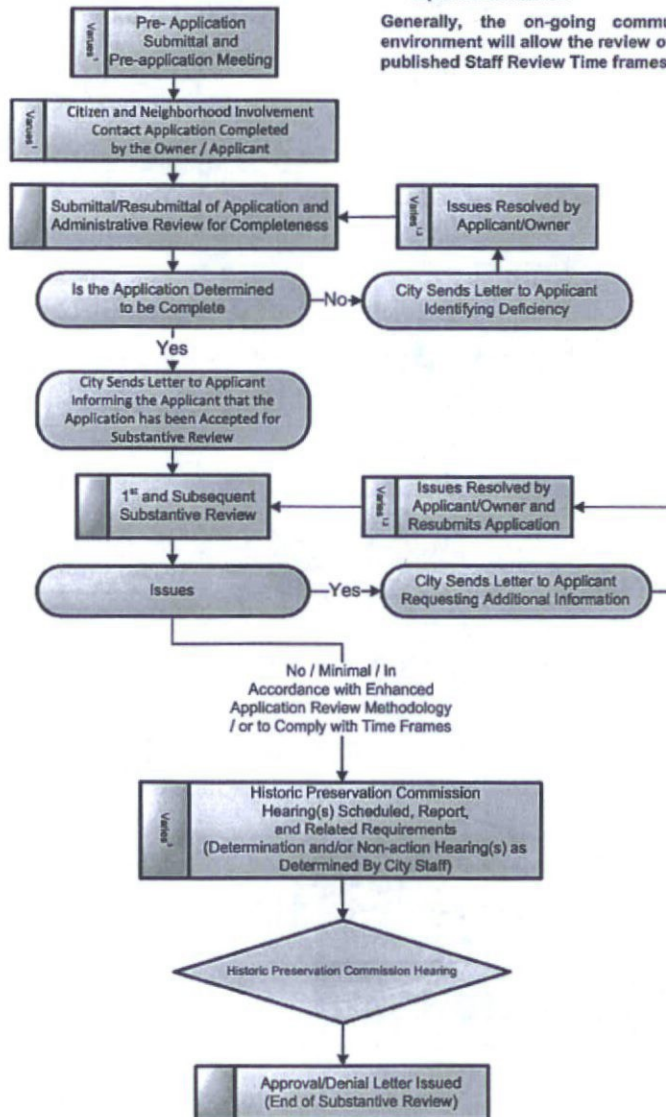 Pre- Application
Submittal and
Pre-application Meeting
Varues¹
Generally, the on-going commu
environment will allow the review o
published Staff Review Time frames
Citizen and Neighborhood Involvement
Contact Application Completed
by the Owner / Applicant
Varues¹
Submittal/Resubmittal of Application and
Administrative Review for Completeness
Varies¹,²
Issues Resolved by
Applicant/Owner
Is the Application Determined
to be Complete
No
City Sends Letter to Applicant
Identifying Deficiency
Yes
City Sends Letter to Applicant
Informing the Applicant that the
Application has been Accepted for
Substantive Review
1st and Subsequent
Substantive Review
Varies¹,²
Issues Resolved by
Applicant/Owner and
Resubmits Application
Issues
Yes
City Sends Letter to Applicant
Requesting Additional Information
No / Minimal / In
Accordance with Enhanced
Application Review Methodology
/ or to Comply with Time Frames
Varies³
Historic Preservation Commission
Hearing(s) Scheduled, Report,
and Related Requirements
(Determination and/or Non-action Hearing(s) as
Determined By City Staff)
Historic Preservation Commission Hearing
Approval/Denial Letter Issued
(End of Substantive Review)